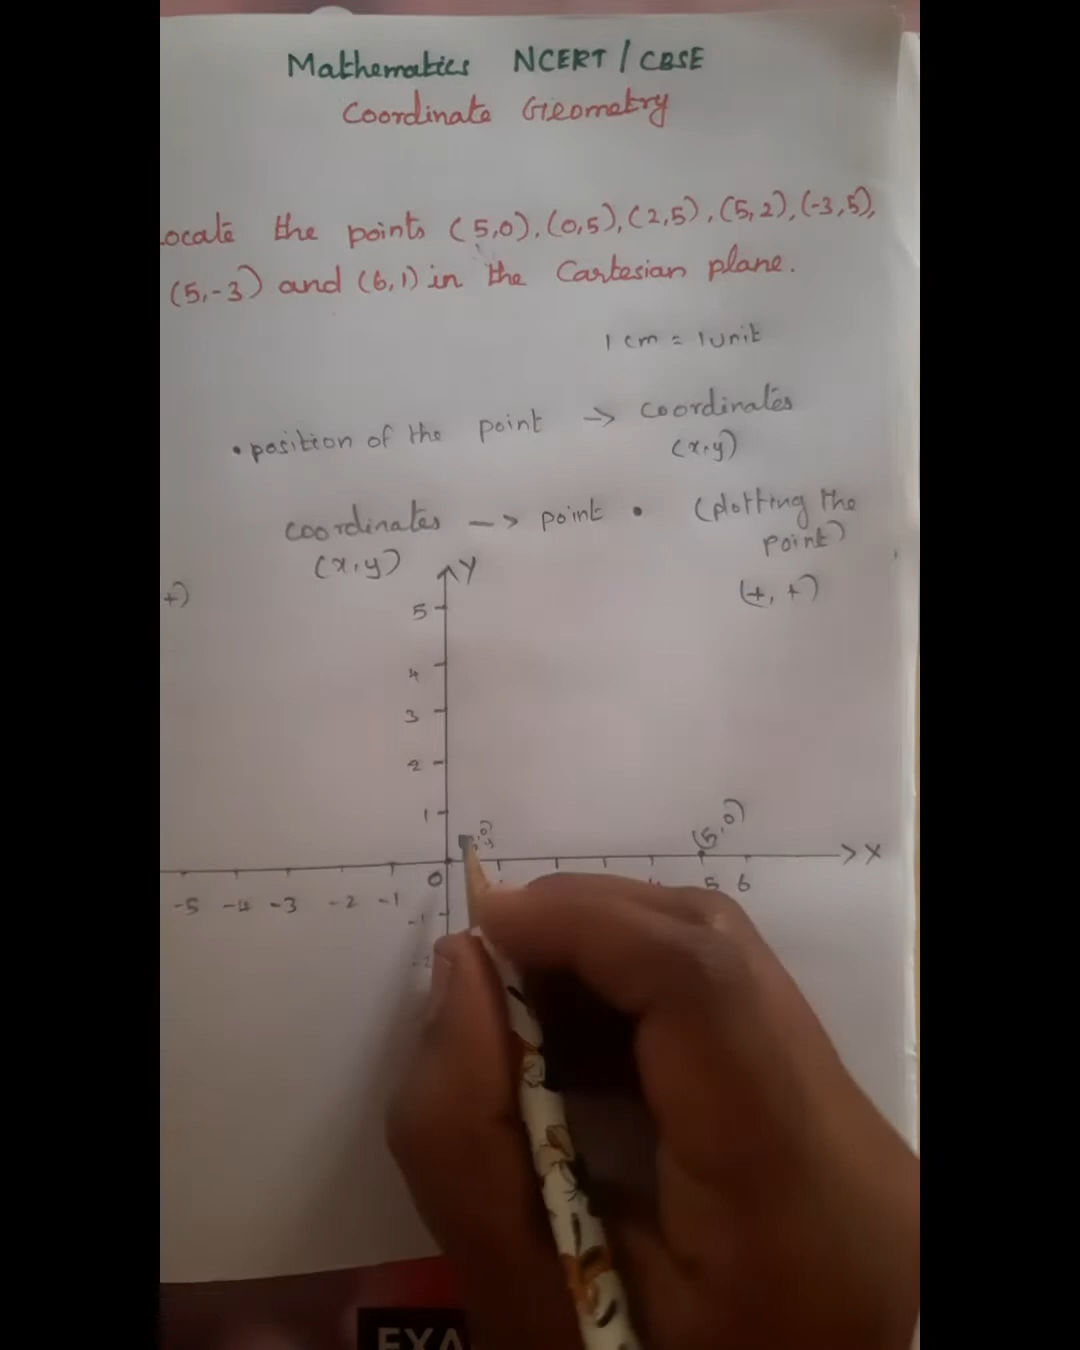 Mathematics NCERT / CBSE
Coordinate Geometry
ocate the points (5,0), (0,5), (2,5), (5,2), (-3,5),
(5,-3) and (6,1) in the Cartesian plane.
1 cm = 1 unit
• position of the point -> coordinates
(x,y)
coordinates --> point • (plotting the
point)
(x,y)
Y
+)
(+, +)
5
4
3
2
1
(5,0)
X
0
5 6
-5 -4 -3 -2 -1
-1
-2
EXA